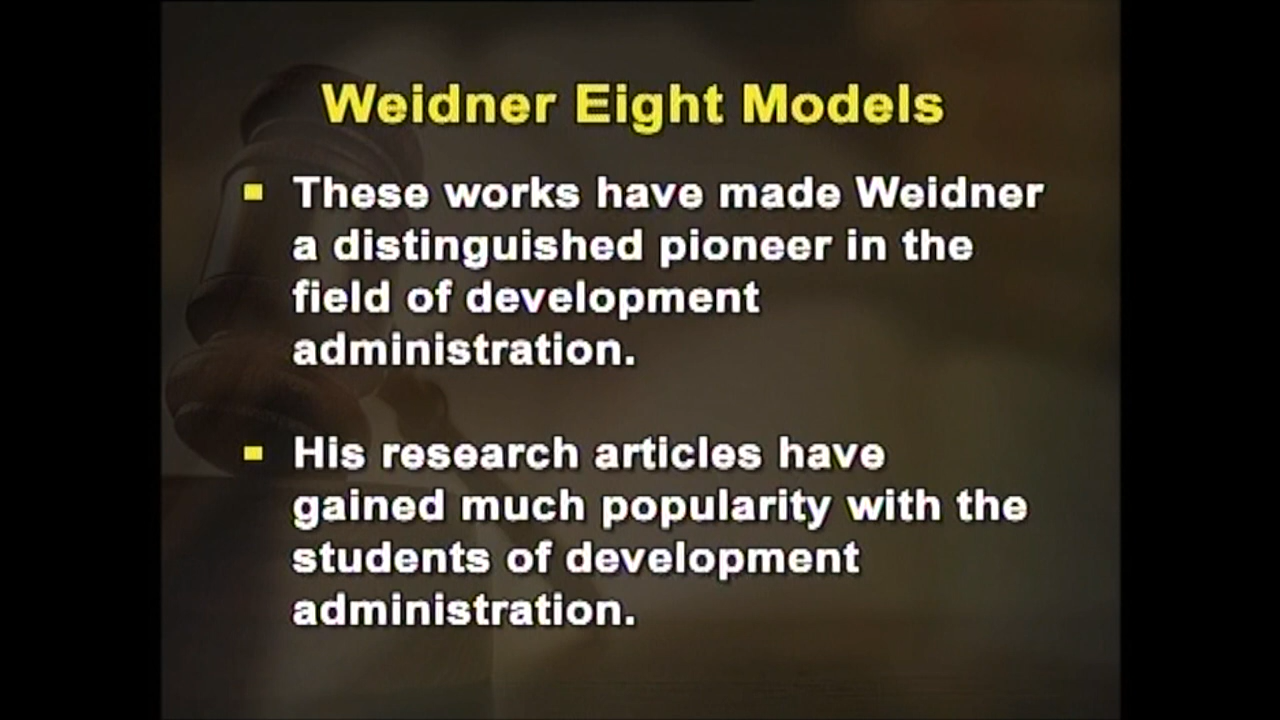 Weidner Eight Models
These works have made Weidner
a distinguished pioneer in the
field of development
administration.
His research articles have
gained much popularity with the
students of development
administration.